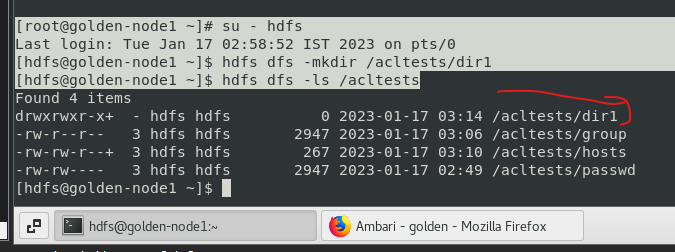 [root@golden-node1 ~]# su - hdfs
Last login: Tue Jan 17 02:58:52 IST 2023 on pts/0
[hdfs@golden-node1 ~]$ hdfs dfs -mkdir /acltests/dir1
[hdfs@golden-node1 ~]$ hdfs dfs -ls /acltests
Found 4 items
drwxrwxr-x+  - hdfs hdfs          0 2023-01-17 03:14 /acltests/dir1
-rw-r--r--   3 hdfs hdfs       2947 2023-01-17 03:06 /acltests/group
-rw-rw-r--+  3 hdfs hdfs        267 2023-01-17 03:10 /acltests/hosts
-rw-rw----   3 hdfs hdfs       2947 2023-01-17 02:49 /acltests/passwd
[hdfs@golden-node1 ~]$
hdfs@golden-node1:~
Ambari - golden - Mozilla Firefox